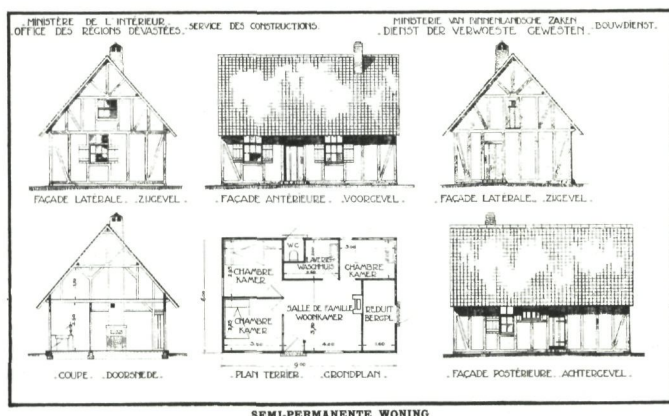 MINISTÈRE DE L'INTÉRIEUR.
OFFICE DES RÉGIONS DÉVASTÉES. SERVICE DES CONSTRUCTIONS
MINISTERIE VAN BINNENLANDSCHE ZAKEN
DIENST DER VERWOESTE GEWESTEN. BOUWDIENST.
FAÇADE LATÉRALE. ZIJGEVEL
FAÇADE ANTÉRIEURE. VOORGEVEL
FAÇADE LATÉRALE. ZIJGEVEL
CHAMBRE
KAMER
W.C.
WASCHHUIS
CHAMBRE
KAMER
CHAMBRE
KAMER
SALLE DE FAMILLE
WOONKAMER
REDUIT
BERGPL.
COUPE. DOORSNEDE.
PLAN TERRIER. GRONDPLAN.
FAÇADE POSTÉRIEURE. ACHTERGEVEL.
SEMI-PERMANENTE WONING